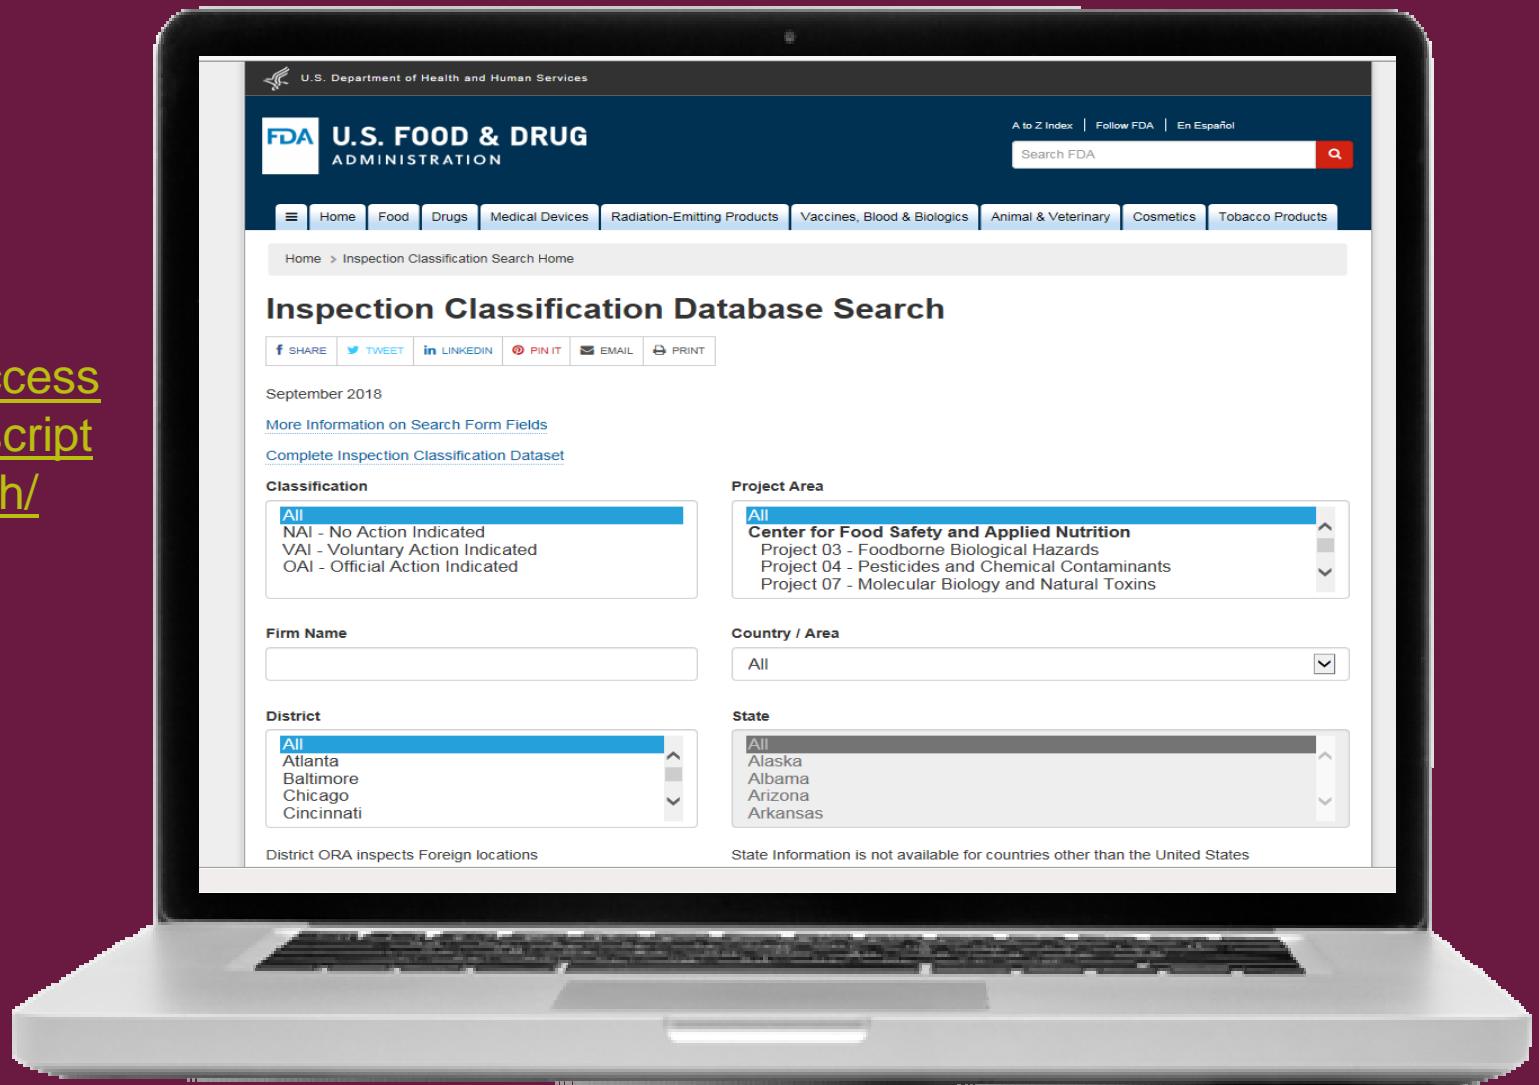 ccess
script
h/
U.S. Department of Health and Human Services
FDA U.S. FOOD & DRUG
ADMINISTRATION
A to Z Index | Follow FDA | En Español
Search FDA
Home Food Drugs Medical Devices Radiation-Emitting Products Vaccines, Blood & Biologics Animal & Veterinary Cosmetics Tobacco Products
Home > Inspection Classification Search Home
Inspection Classification Database Search
f SHARE TWEET in LINKEDIN PIN IT EMAIL PRINT
September 2018
More Information on Search Form Fields
Complete Inspection Classification Dataset
Classification
All
NAI - No Action Indicated
VAI - Voluntary Action Indicated
OAI - Official Action Indicated
Project Area
All
Center for Food Safety and Applied Nutrition
Project 03 - Foodborne Biological Hazards
Project 04 - Pesticides and Chemical Contaminants
Project 07 - Molecular Biology and Natural Toxins
Firm Name
Country / Area
All
District
All
Atlanta
Baltimore
Chicago
Cincinnati
State
All
Alaska
Albama
Arizona
Arkansas
District ORA inspects Foreign locations
State Information is not available for countries other than the United States